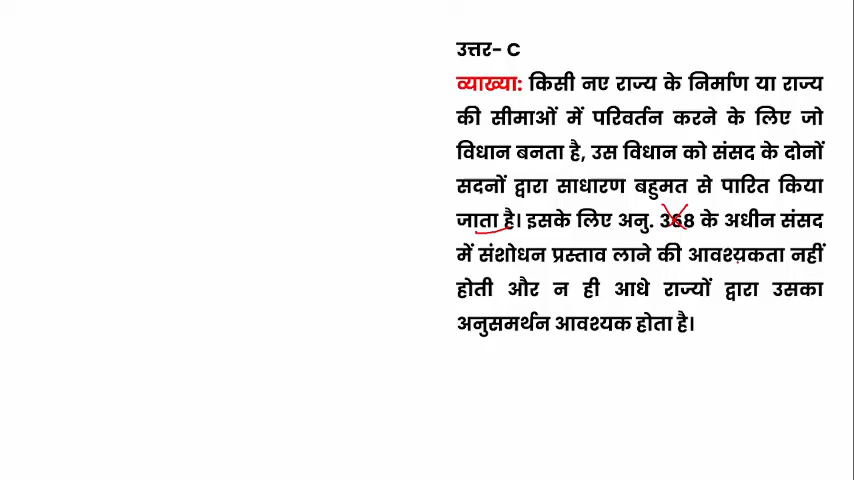 उत्तर- C
व्याख्या: किसी नए राज्य के निर्माण या राज्य
की सीमाओं में परिवर्तन करने के लिए जो
विधान बनता है, उस विधान को संसद के दोनों
सदनों द्वारा साधारण बहुमत से पारित किया
जाता है। इसके लिए अनु. 368 के अधीन संसद
में संशोधन प्रस्ताव लाने की आवश्यकता नहीं
होती और न ही आधे राज्यों द्वारा उसका
अनुसमर्थन आवश्यक होता है।